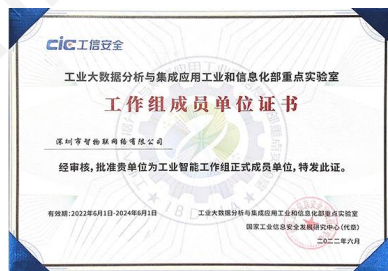 CIC工信安全
工业大数据分析与集成应用工业和信息化部重点实验室
工作组成员单位证书
深圳市智物联网络有限公司
经审核，批准贵单位为工业智能工作组正式成员单位，特发此证。
有效期：2022年6月1日-2024年6月1日
工业大数据分析与集成应用工业和信息化部重点实验室
国家工业信息安全发展研究中心（代章）
二〇二二年六月